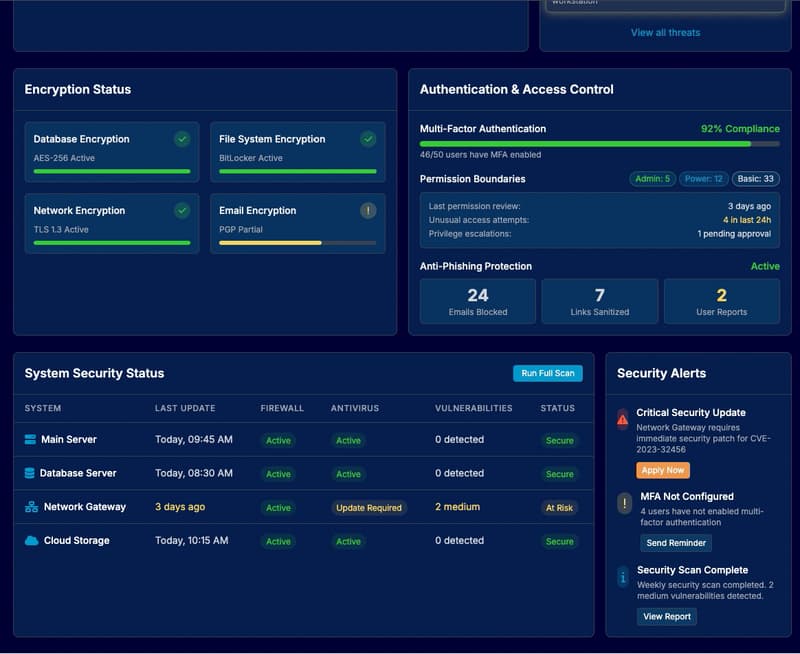 workstation
View all threats
Encryption Status
Database Encryption
AES-256 Active
File System Encryption
BitLocker Active
Network Encryption
TLS 1.3 Active
Email Encryption
!
PGP Partial
Authentication & Access Control
Multi-Factor Authentication 92% Compliance
46/50 users have MFA enabled
Permission Boundaries Admin: 5 Power: 12 Basic: 33
Last permission review: 3 days ago
Unusual access attempts: 4 in last 24h
Privilege escalations: 1 pending approval
Anti-Phishing Protection Active
24
Emails Blocked
7
Links Sanitized
2
User Reports
System Security Status Run Full Scan
SYSTEM LAST UPDATE FIREWALL ANTIVIRUS VULNERABILITIES STATUS
Main Server Today, 09:45 AM Active Active 0 detected Secure
Database Server Today, 08:30 AM Active Active 0 detected Secure
Network Gateway 3 days ago Active Update Required 2 medium At Risk
Cloud Storage Today, 10:15 AM Active Active 0 detected Secure
Security Alerts
Critical Security Update
Network Gateway requires
immediate security patch for CVE-
2023-32456
Apply Now
!
MFA Not Configured
4 users have not enabled multi-
factor authentication
Send Reminder
i
Security Scan Complete
Weekly security scan completed. 2
medium vulnerabilities detected.
View Report